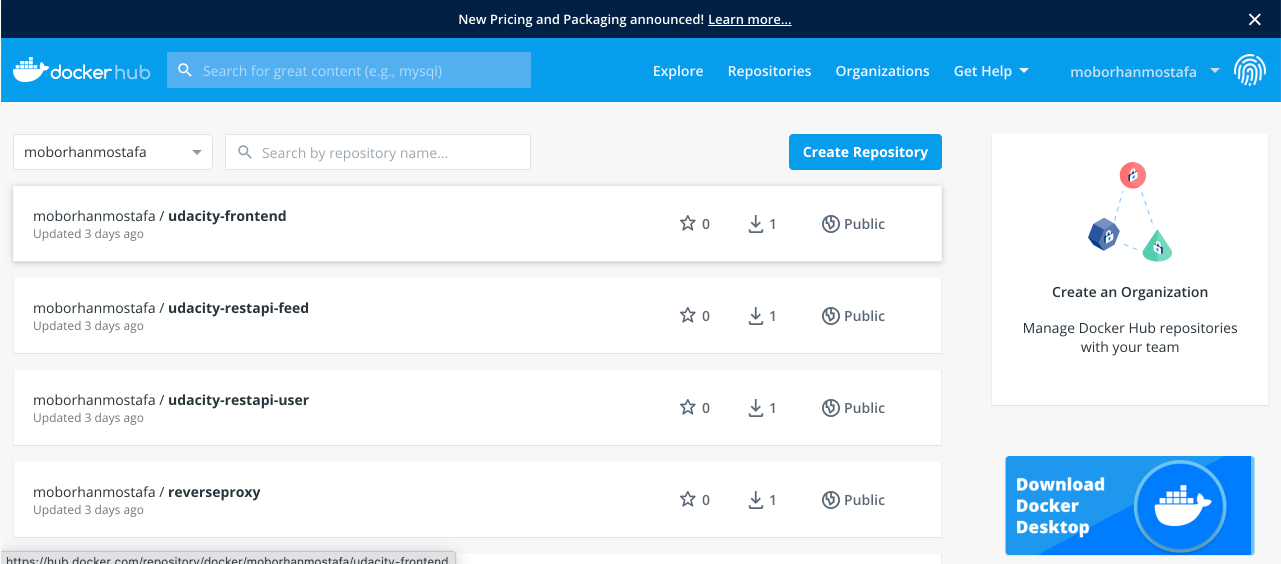 New Pricing and Packaging announced! Learn more...
dockerhub
Search for great content (e.g., mysql)
Explore
Repositories
Organizations
Get Help
moborhanmostafa
moborhanmostafa
Search by repository name...
Create Repository
moborhanmostafa / udacity-frontend
Updated 3 days ago
0
1
Public
moborhanmostafa / udacity-restapi-feed
Updated 3 days ago
0
1
Public
moborhanmostafa / udacity-restapi-user
Updated 3 days ago
0
1
Public
moborhanmostafa / reverseproxy
Updated 3 days ago
0
1
Public
Create an Organization
Manage Docker Hub repositories
with your team
Download
Docker
Desktop
https://hub.docker.com/repository/docker/moborhanmostafa/udacity-frontend